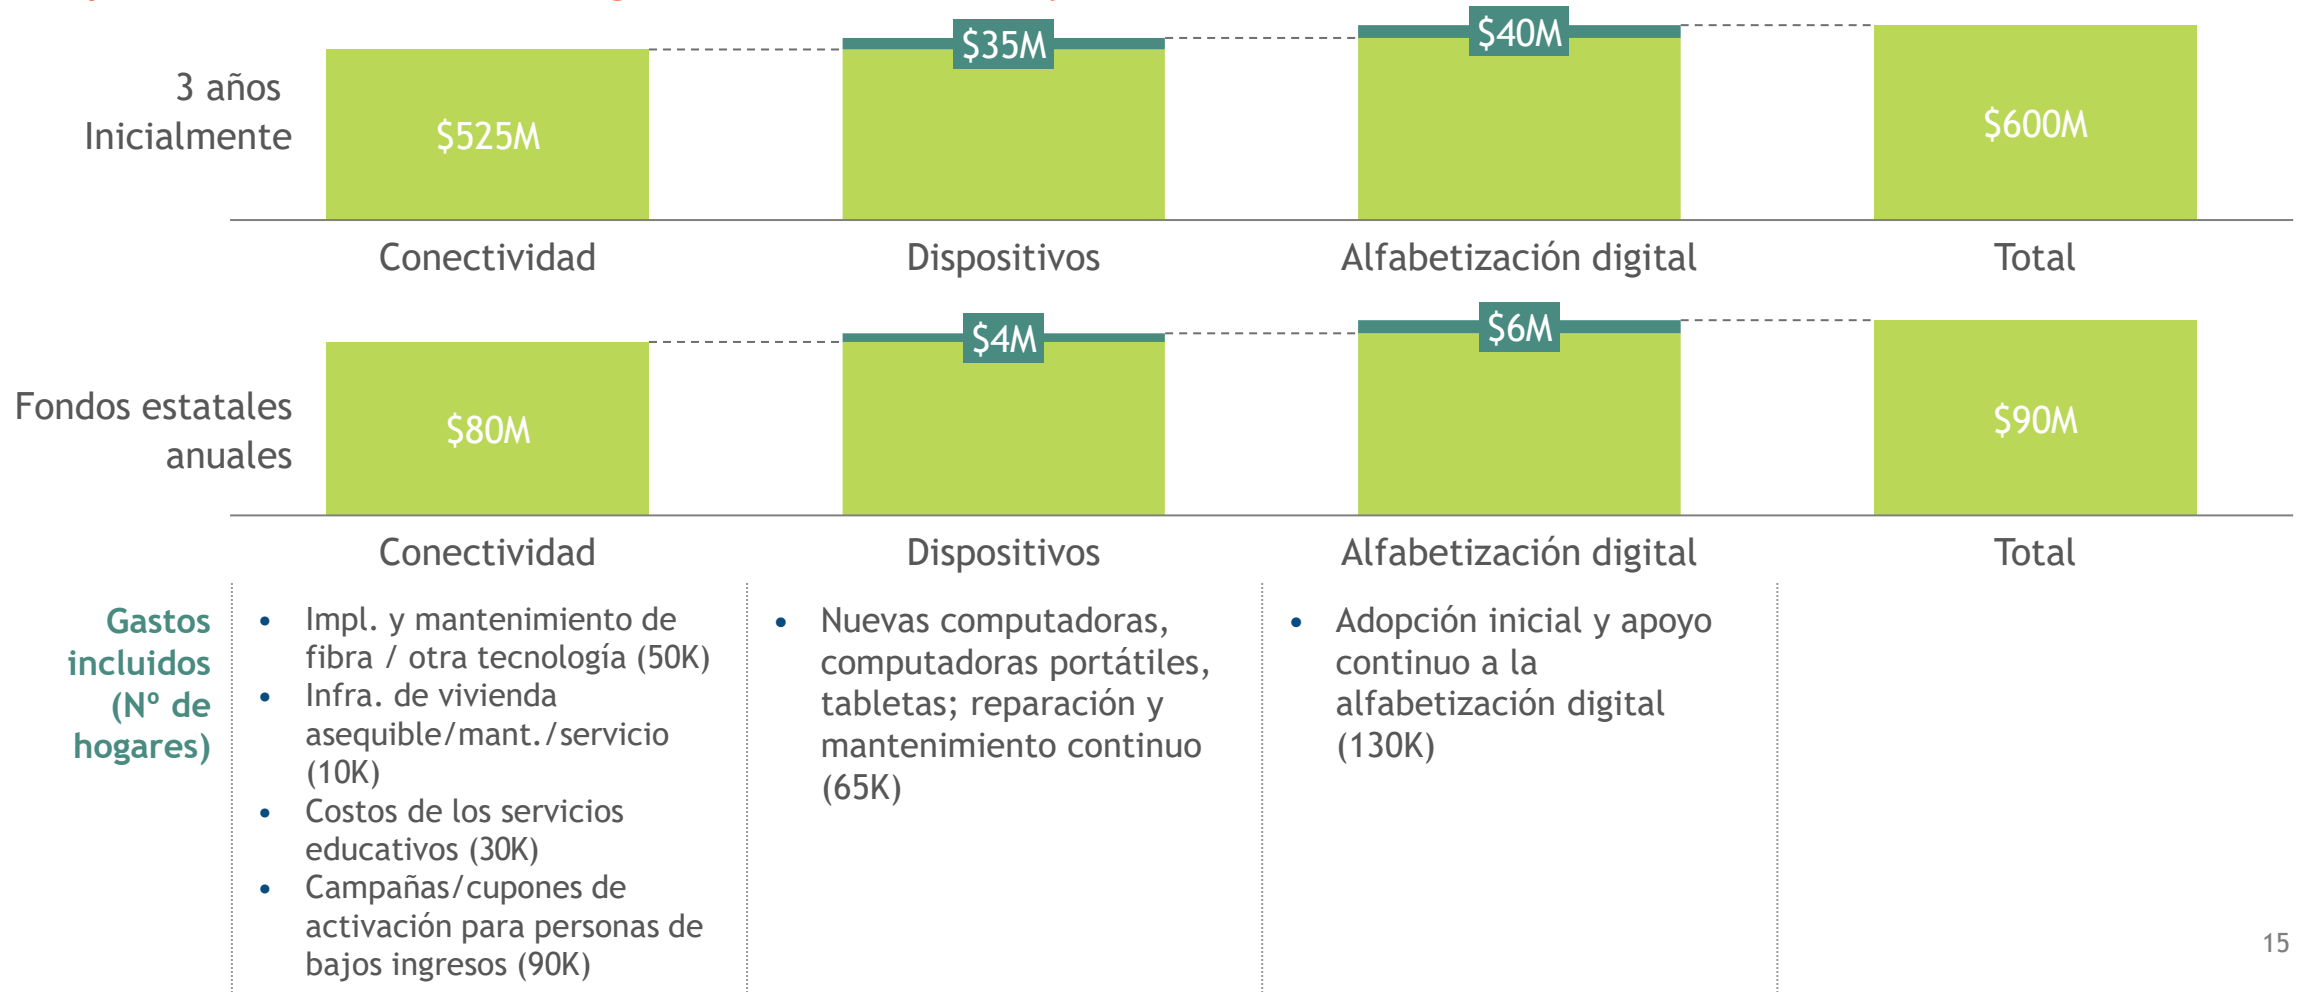 3 años
Inicialmente
$525M
$35M
$40M
$600M
Conectividad
Dispositivos
Alfabetización digital
Total
Fondos estatales
anuales
$80M
$4M
$6M
$90M
Conectividad
Dispositivos
Alfabetización digital
Total
Gastos
incluidos
(Nº de
hogares)
• Impl. y mantenimiento de
fibra / otra tecnología (50K)
• Infra. de vivienda
asequible/mant./servicio
(10K)
• Costos de los servicios
educativos (30K)
• Campañas/cupones de
activación para personas de
bajos ingresos (90K)
• Nuevas computadoras,
computadoras portátiles,
tabletas; reparación y
mantenimiento continuo
(65K)
• Adopción inicial y apoyo
continuo a la
alfabetización digital
(130K)
15